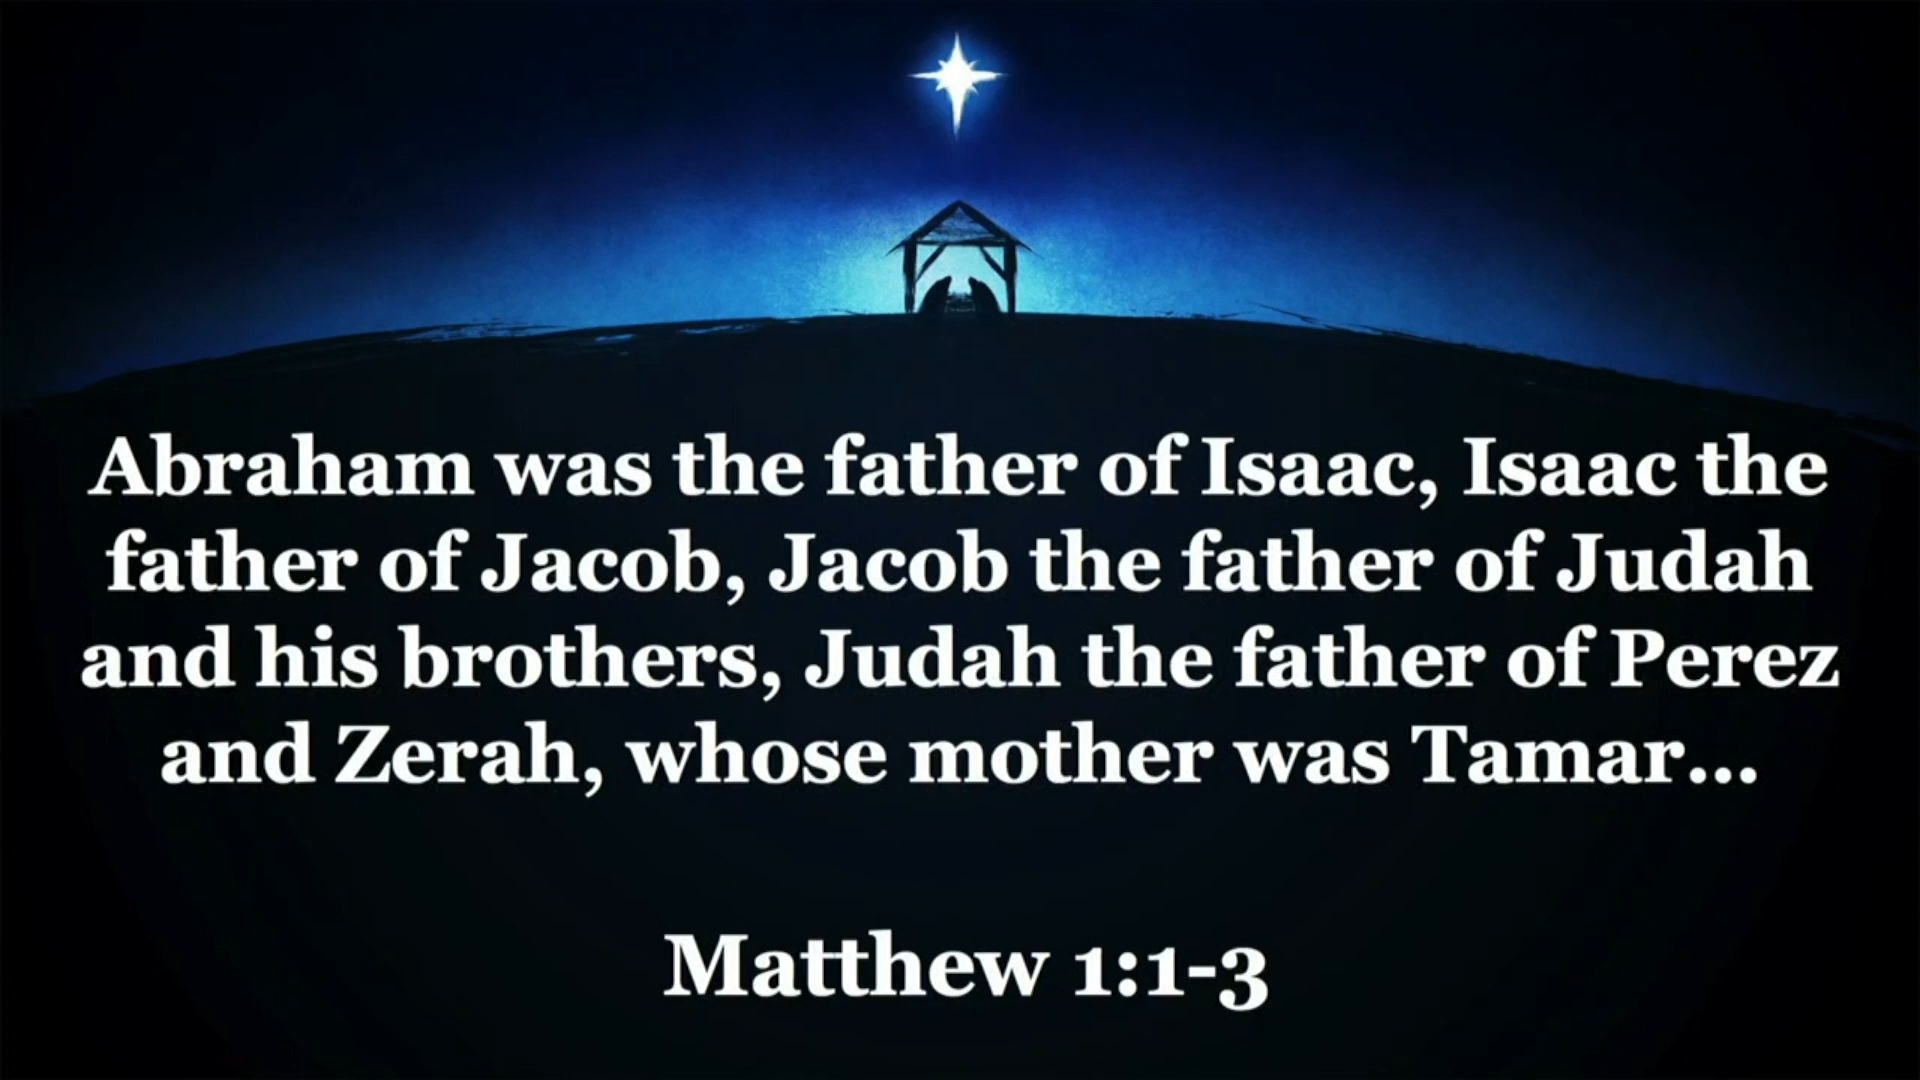 Abraham was the father of Isaac, Isaac the
father of Jacob, Jacob the father of Judah
and his brothers, Judah the father of Perez
and Zerah, whose mother was Tamar...
Matthew 1:1-3